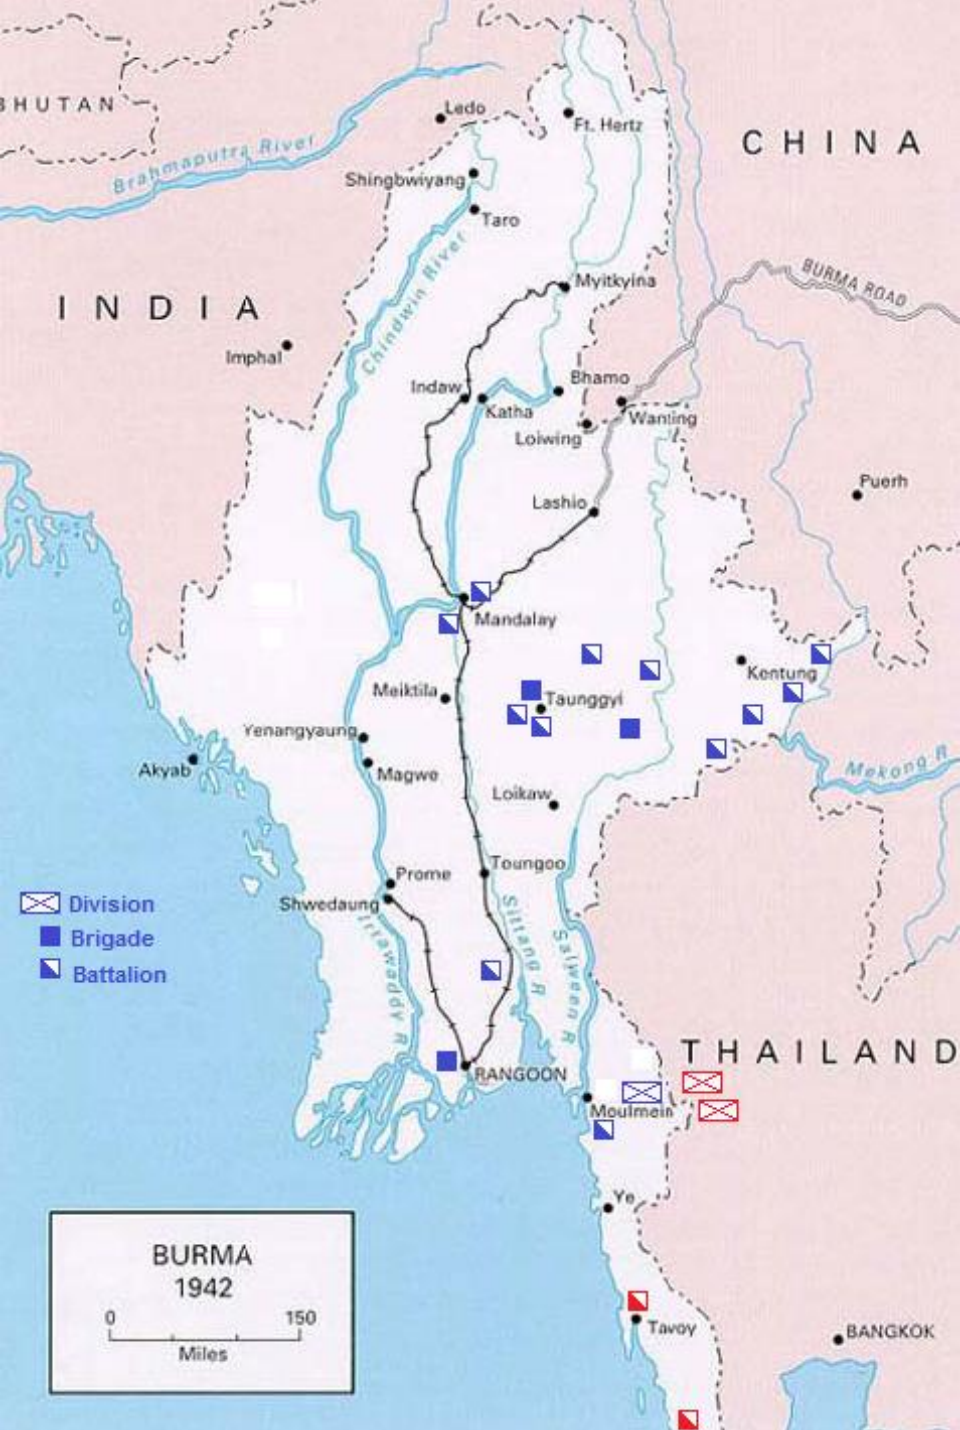 Ledo
BHUTAN
Ft. Hertz
CHINA
Brahmaputra River
Shingbwiyang
Taro
Chindwin River
BURMA ROAD
Myitkyina
INDIA
Imphal
Bhamo
Indaw
Katha
Wanting
Loiwing
Puerh
Lashio
Mandalay
Kentung
Meiktila
Taunggyi
Yenangyaung
Akyab
Magwe
Mekong R
Loikaw
Toungoo
Prome
Shwedaung
Division
Brigade
Battalion
Irrawaddy R
Sittang R
Salween R
THAILAND
RANGOON
Moulmein
Ye
BURMA
1942
0 150
Miles
Tavoy
BANGKOK